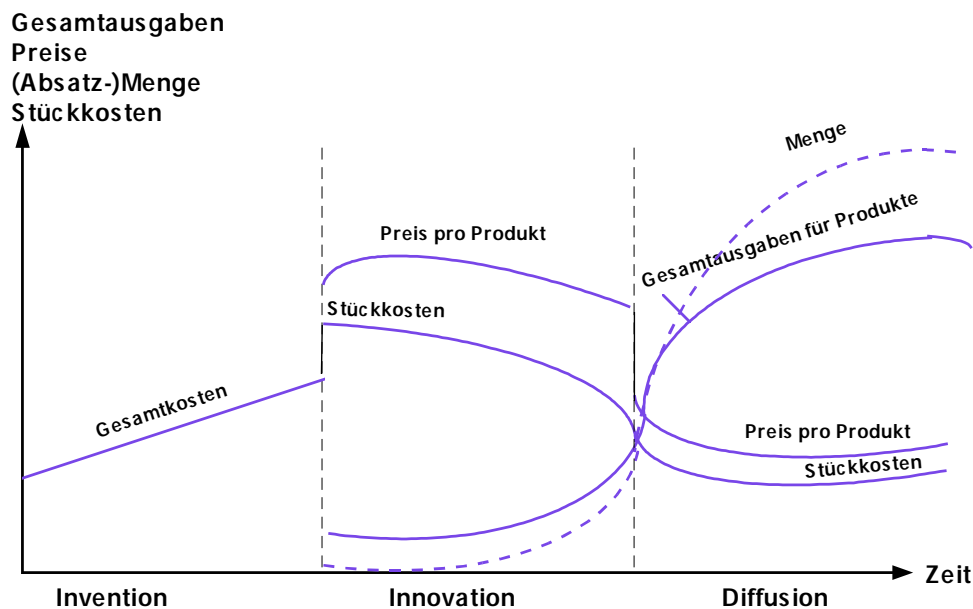 Gesamtausgaben
Preise
(Absatz-)Menge
Stückkosten
Menge
Gesamtausgaben für Produkte
Preis pro Produkt
Stückkosten
Gesamtkosten
Preis pro Produkt
Stückkosten
Zeit
Invention
Innovation
Diffusion